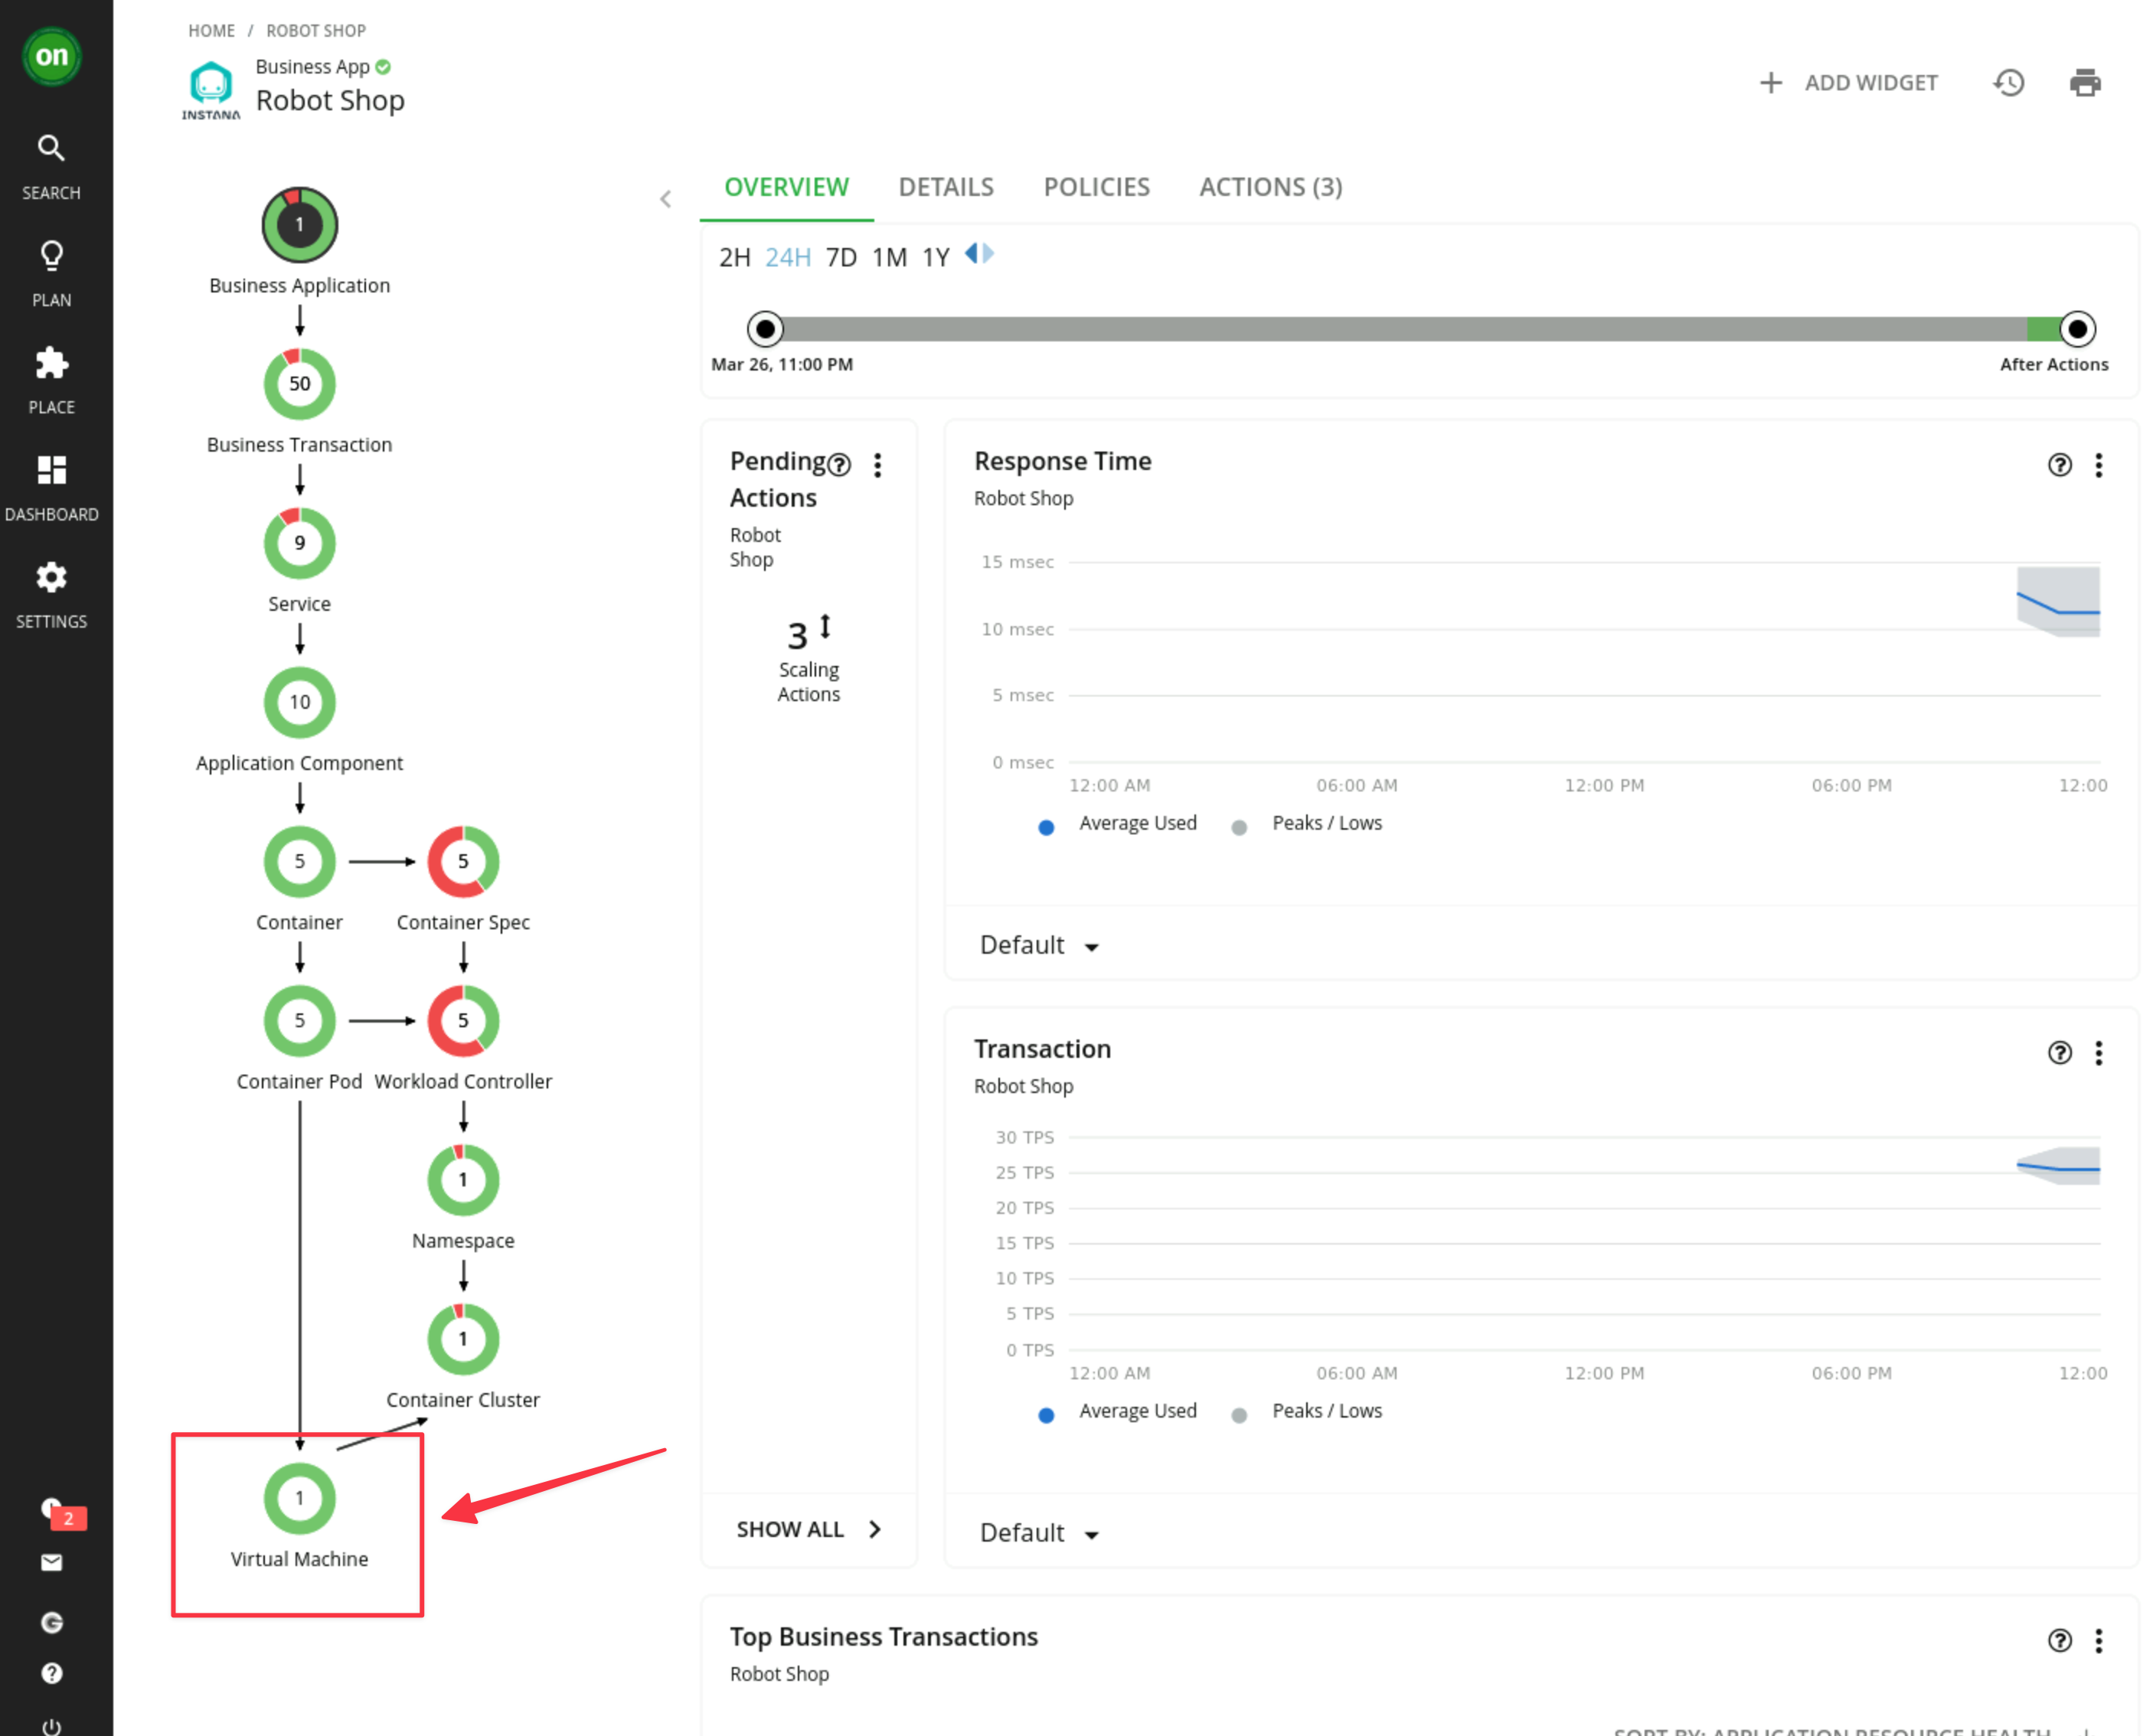 on
SEARCH
PLAN
PLACE
DASHBOARD
SETTINGS
2
HOME / ROBOT SHOP
INSTANA
Business App
Robot Shop
ADD WIDGET
1
Business Application
50
Business Transaction
9
Service
10
Application Component
5
5
Container
Container Spec
5
5
Container Pod
Workload Controller
1
Namespace
1
Container Cluster
1
Virtual Machine
OVERVIEW
DETAILS
POLICIES
ACTIONS (3)
2H 24H 7D 1M 1Y
Mar 26, 11:00 PM
After Actions
Pending
Actions
Robot
Shop
3
Scaling
Actions
SHOW ALL
Response Time
Robot Shop
15 msec
10 msec
5 msec
0 msec
12:00 AM
06:00 AM
12:00 PM
06:00 PM
12:00
Average Used
Peaks / Lows
Default
Transaction
Robot Shop
30 TPS
25 TPS
20 TPS
15 TPS
10 TPS
5 TPS
0 TPS
12:00 AM
06:00 AM
12:00 PM
06:00 PM
12:00
Average Used
Peaks / Lows
Default
Top Business Transactions
Robot Shop
SORT BY: APPLICATION RESOURCE HEALTH